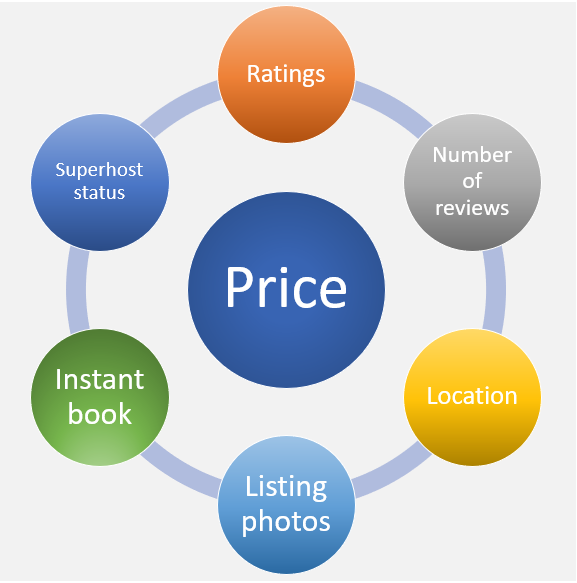 Ratings
Number
of
reviews
Superhost
status
Price
Instant
book
Location
Listing
photos